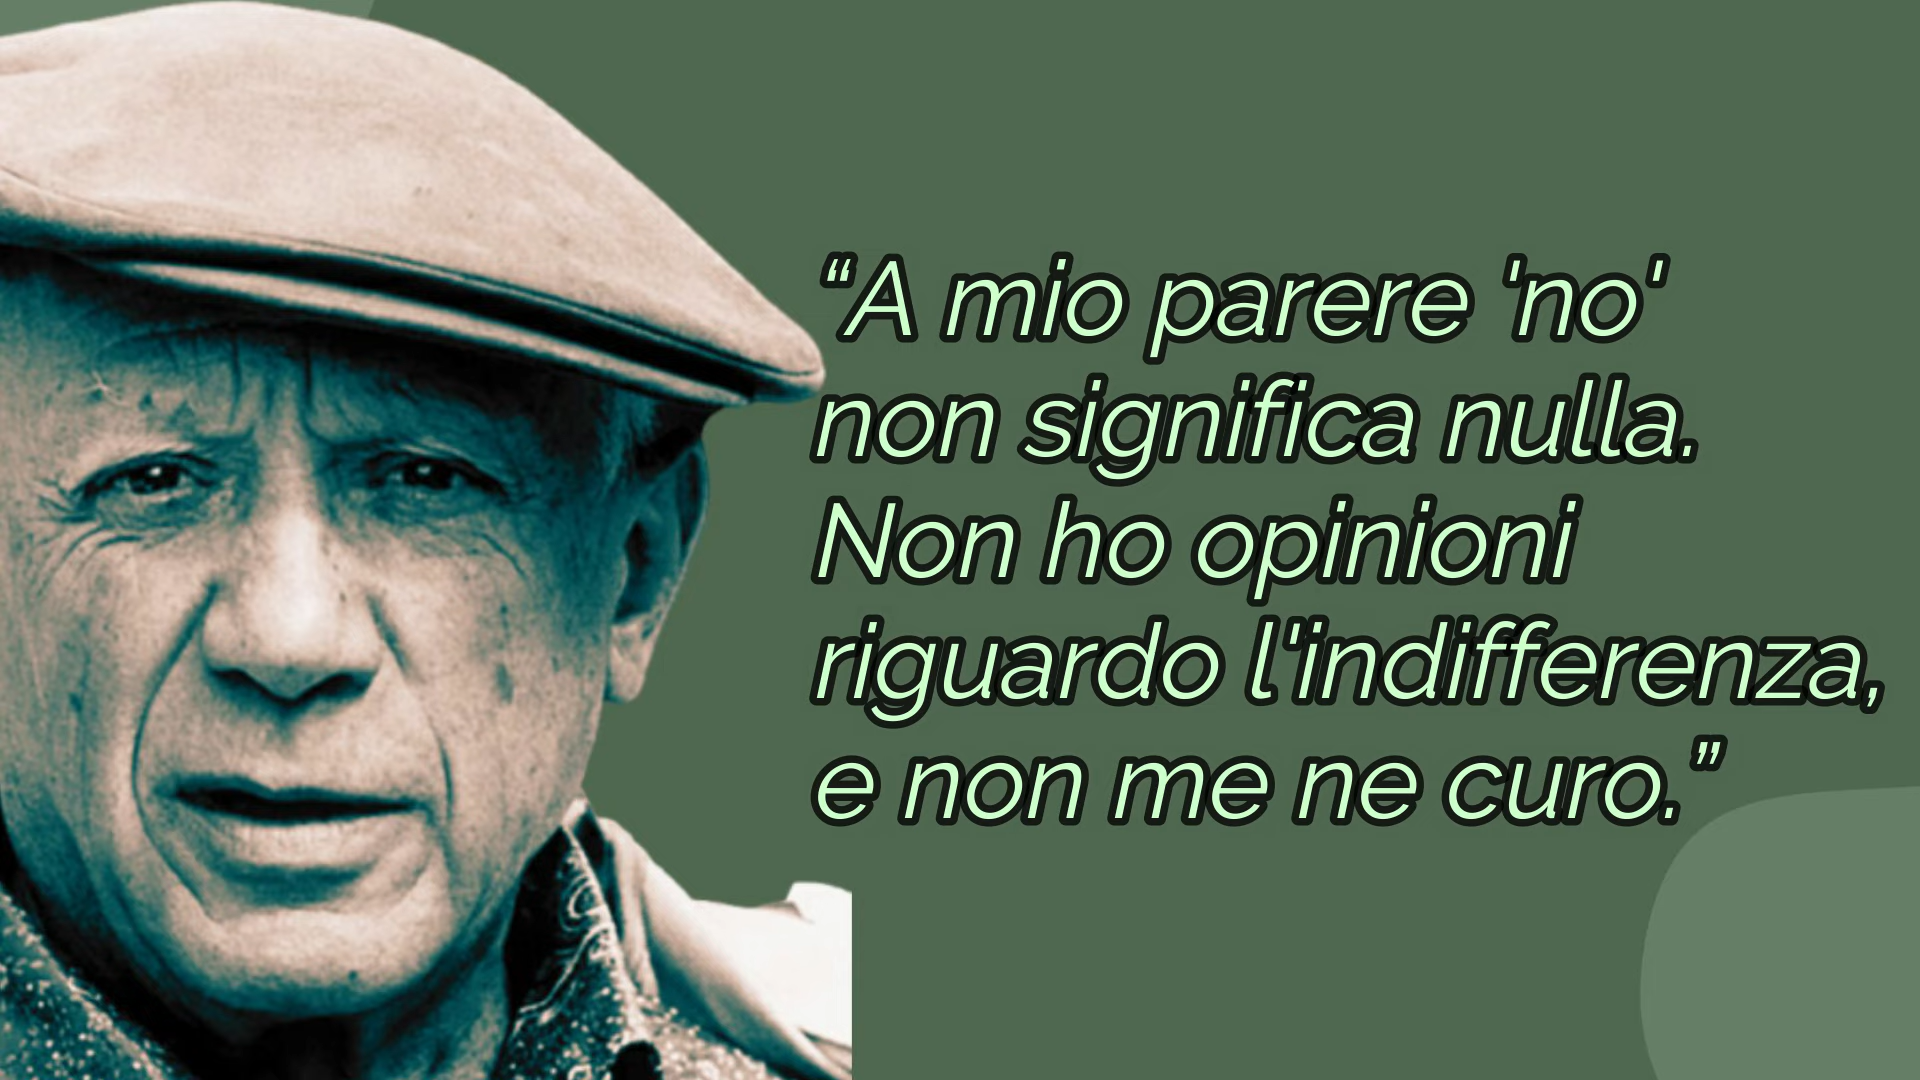 “A mio parere 'no'
non significa nulla.
Non ho opinioni
riguardo l'indifferenza,
e non me ne curo.”